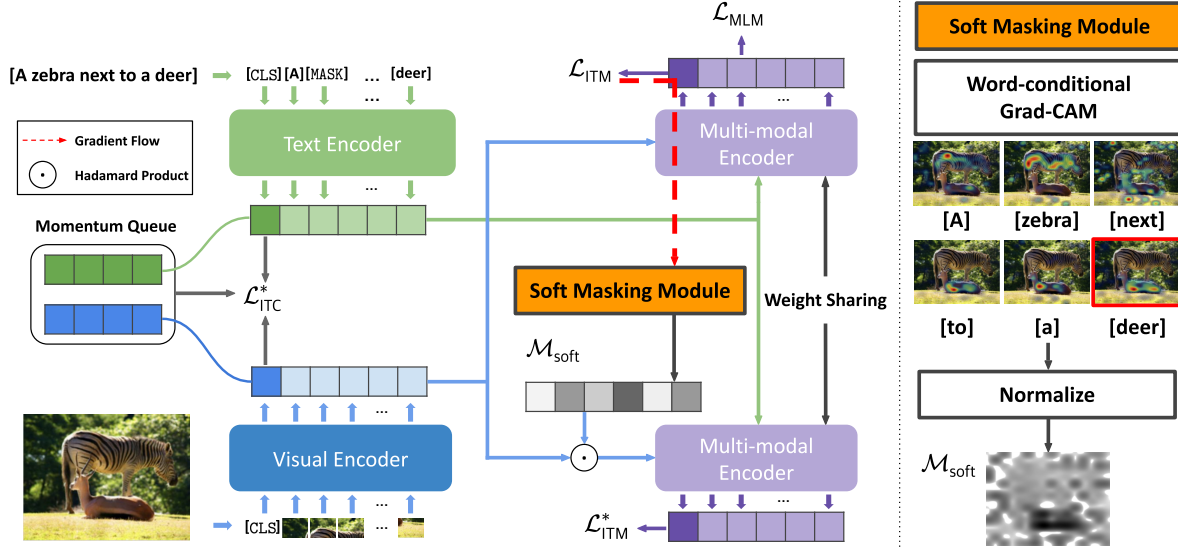 [A zebra next to a deer]
[CLS] [A] [MASK] ... [deer]
...
Text Encoder
...
Gradient Flow
Hadamard Product
Momentum Queue
ℒ*ITC
Visual Encoder
...
...
[CLS] ...
ℒMLM
ℒITM
...
Multi-modal
Encoder
Soft Masking Module
Weight Sharing
ℳsoft
Multi-modal
Encoder
...
ℒ*ITM
Soft Masking Module
Word-conditional
Grad-CAM
[A] [zebra] [next]
[to] [a] [deer]
Normalize
ℳsoft